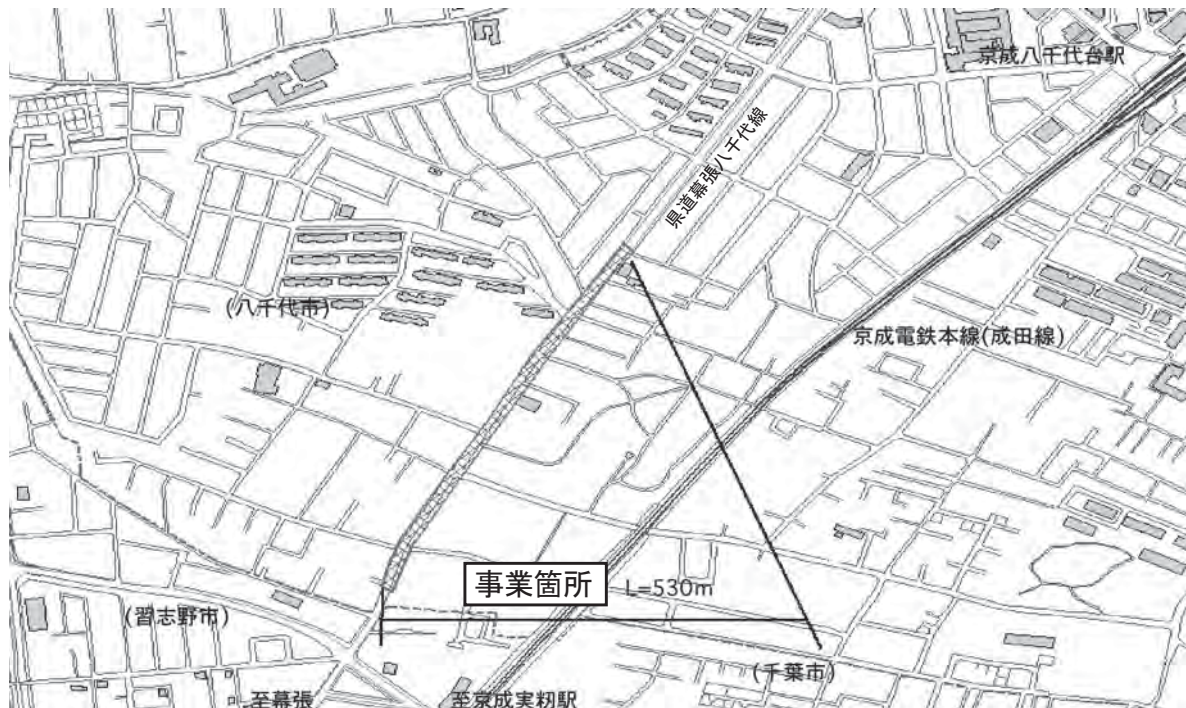 京成八千代台駅
県道幕張八千代線
(八千代市)
京成電鉄本線(成田線)
事業箇所
L=530m
(習志野市)
(千葉市)
至幕張
至京成実籾駅